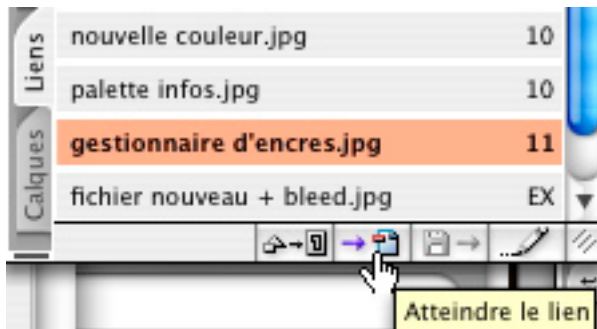 Liens
Calques
nouvelle couleur.jpg 10
palette infos.jpg 10
gestionnaire d'encres.jpg 11
fichier nouveau + bleed.jpg EX
Atteindre le lien